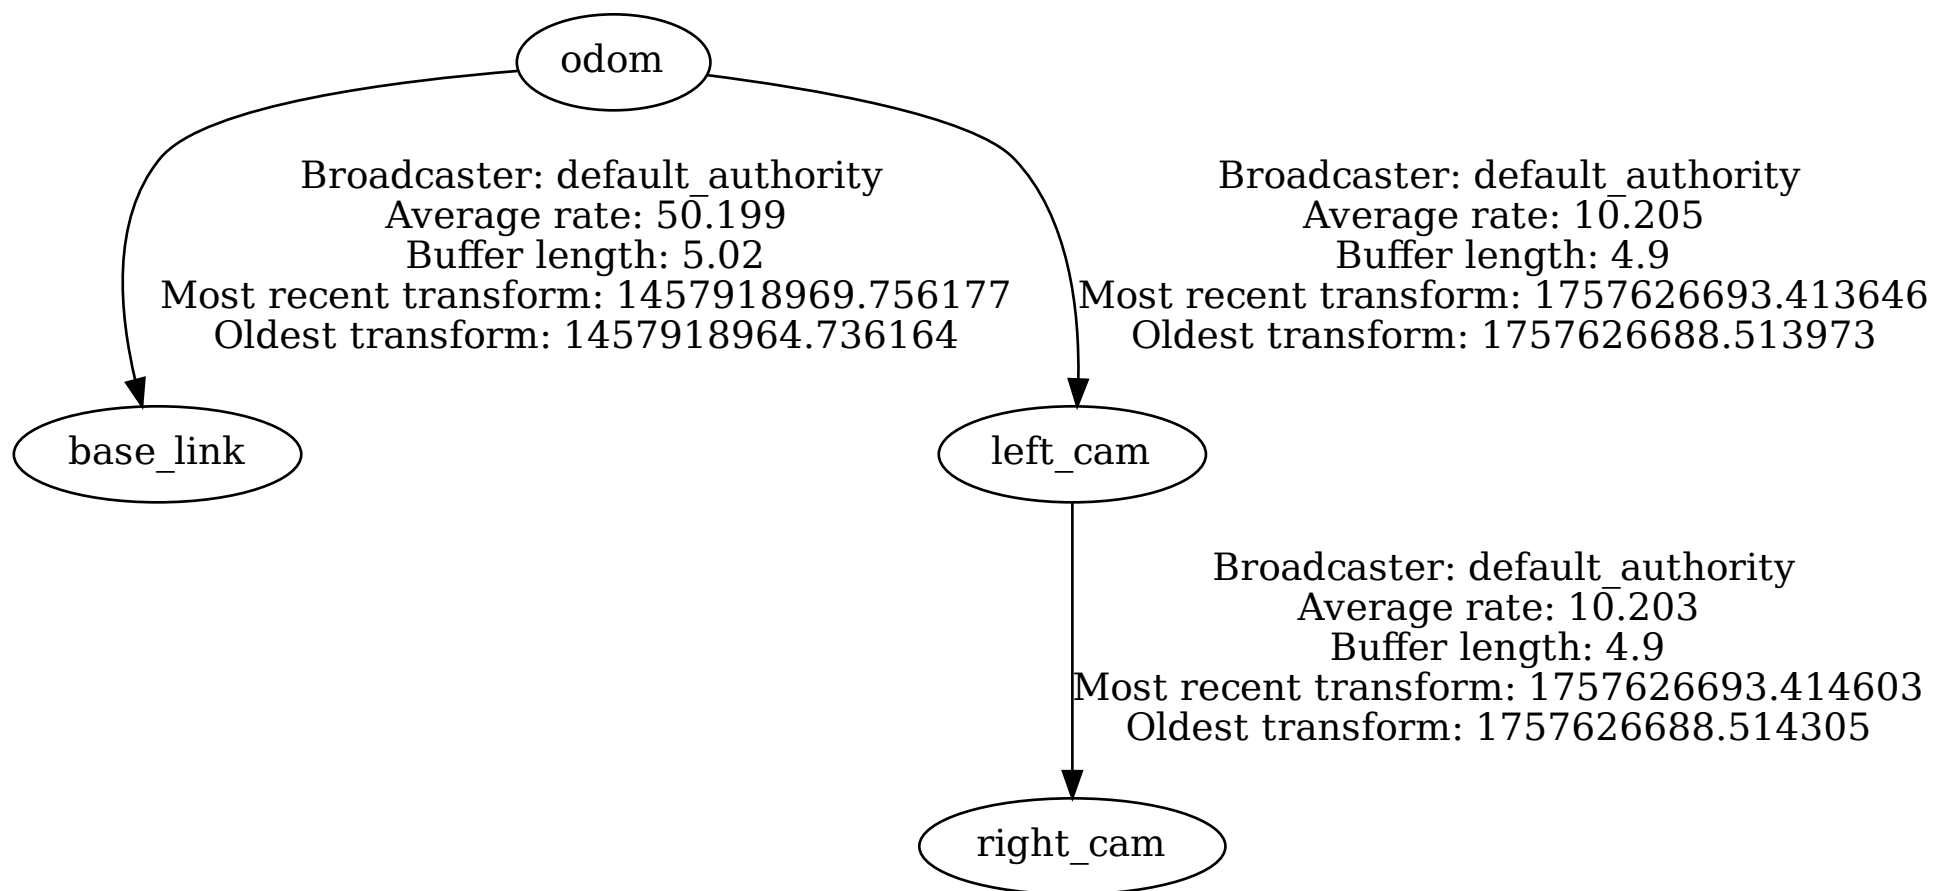 odom
Broadcaster: default_authority
Average rate: 50.199
Buffer length: 5.02
Most recent transform: 1457918969.756177
Oldest transform: 1457918964.736164
Broadcaster: default_authority
Average rate: 10.205
Buffer length: 4.9
Most recent transform: 1757626693.413646
Oldest transform: 1757626688.513973
base_link
left_cam
Broadcaster: default_authority
Average rate: 10.203
Buffer length: 4.9
Most recent transform: 1757626693.414603
Oldest transform: 1757626688.514305
right_cam